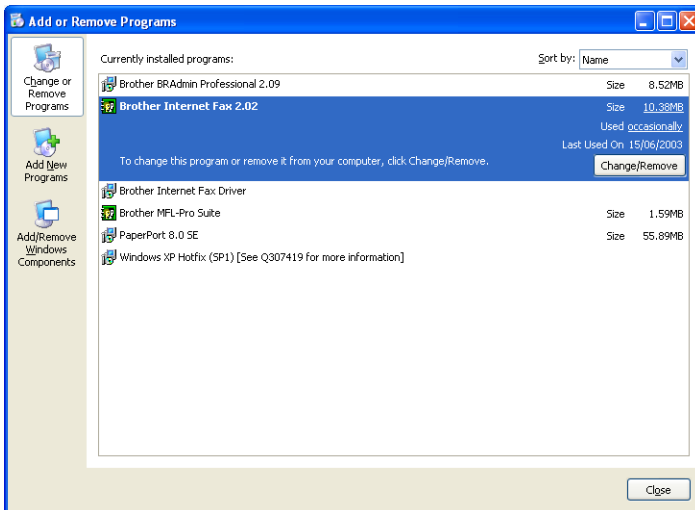 Add or Remove Programs
Change or
Remove
Programs
Add New
Programs
Add/Remove
Windows
Components
Currently installed programs:
Sort by: Name
Brother BRAdmin Professional 2.09 Size 8.52MB
Brother Internet Fax 2.02 Size 10.38MB
Used occasionally
Last Used On 15/06/2003
To change this program or remove it from your computer, click Change/Remove. Change/Remove
Brother Internet Fax Driver
Brother MFL-Pro Suite Size 1.59MB
PaperPort 8.0 SE Size 55.89MB
Windows XP Hotfix (SP1) [See Q307419 for more information]
Close